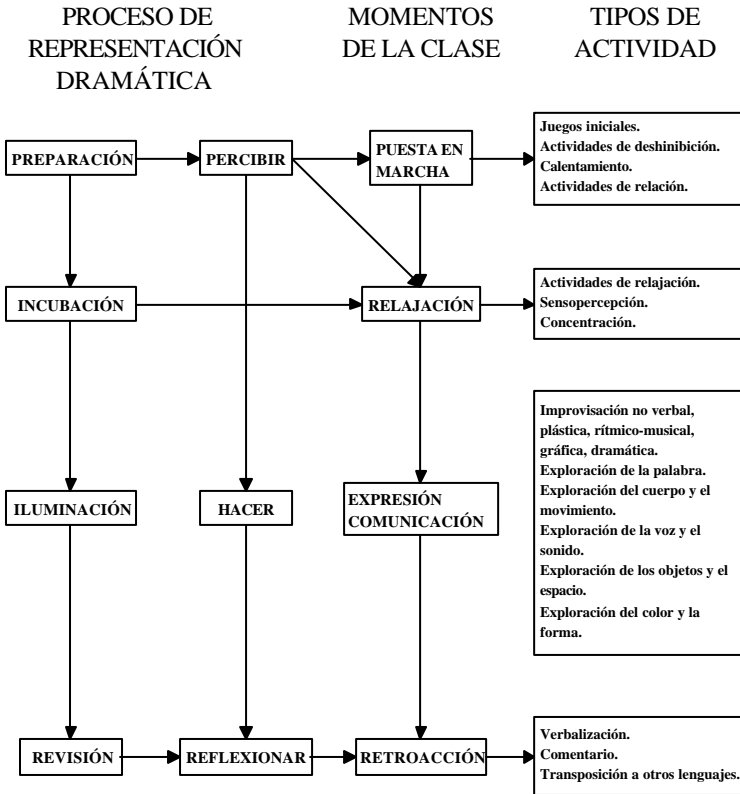 PROCESO DE
REPRESENTACIÓN
DRAMÁTICA
MOMENTOS
DE LA CLASE
TIPOS DE
ACTIVIDAD
PREPARACIÓN
PERCIBIR
PUESTA EN
MARCHA
Juegos iniciales.
Actividades de deshinibición.
Calentamiento.
Actividades de relación.
INCUBACIÓN
RELAJACIÓN
Actividades de relajación.
Sensopercepción.
Concentración.
ILUMINACIÓN
HACER
EXPRESIÓN
COMUNICACIÓN
Improvisación no verbal,
plástica, rítmico-musical,
gráfica, dramática.
Exploración de la palabra.
Exploración del cuerpo y el
movimiento.
Exploración de la voz y el
sonido.
Exploración de los objetos y el
espacio.
Exploración del color y la
forma.
REVISIÓN
REFLEXIONAR
RETROACCIÓN
Verbalización.
Comentario.
Transposición a otros lenguajes.